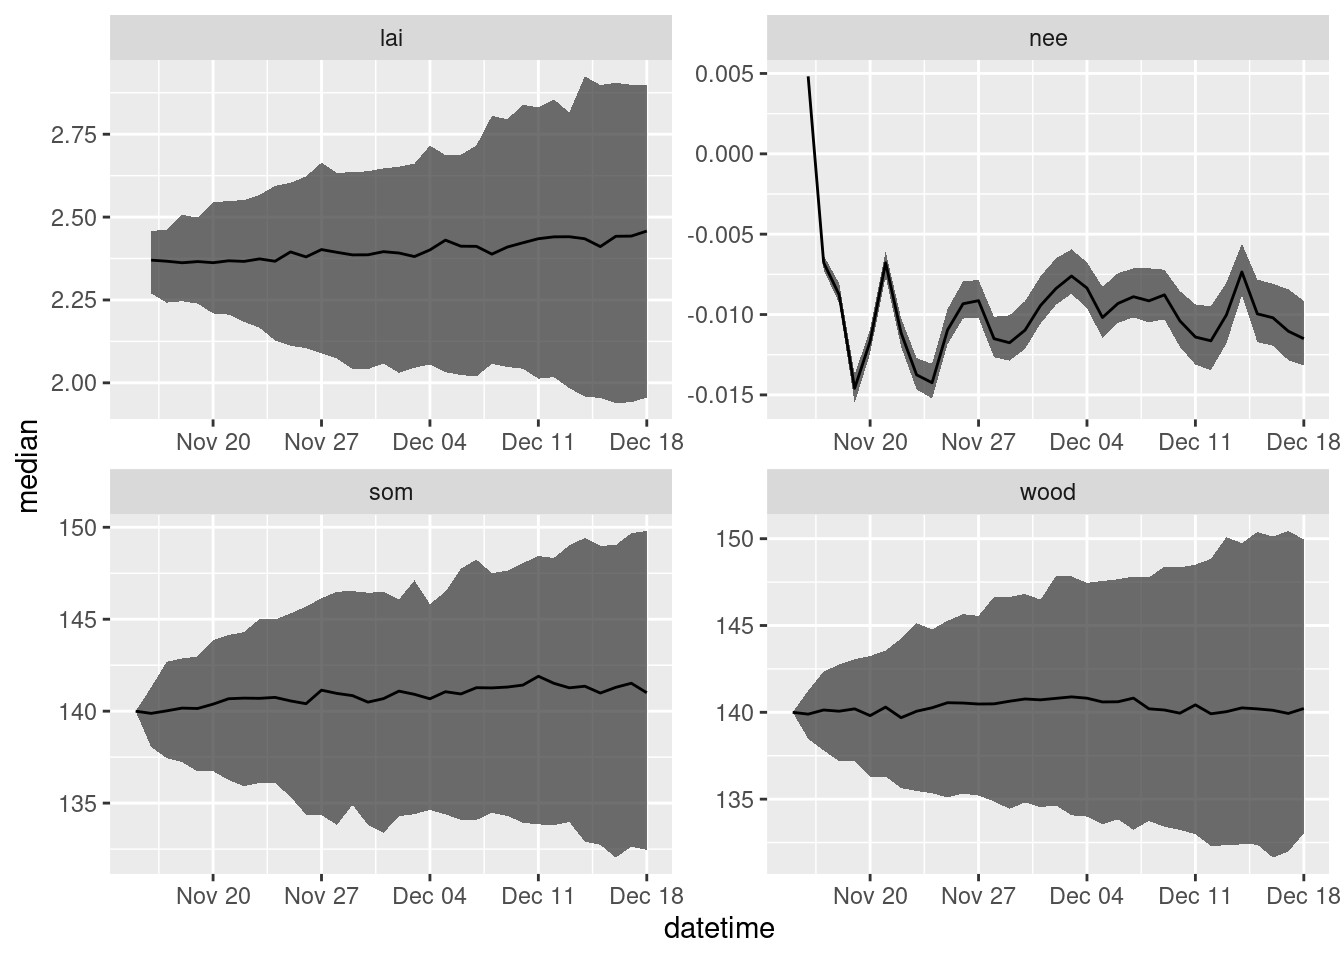 lai
nee
2.75
2.50
2.25
2.00
0.005
0.000
-0.005
-0.010
-0.015
Nov 20 Nov 27 Dec 04 Dec 11 Dec 18
Nov 20 Nov 27 Dec 04 Dec 11 Dec 18
median
som
wood
150
145
140
135
150
145
140
135
Nov 20 Nov 27 Dec 04 Dec 11 Dec 18
Nov 20 Nov 27 Dec 04 Dec 11 Dec 18
datetime